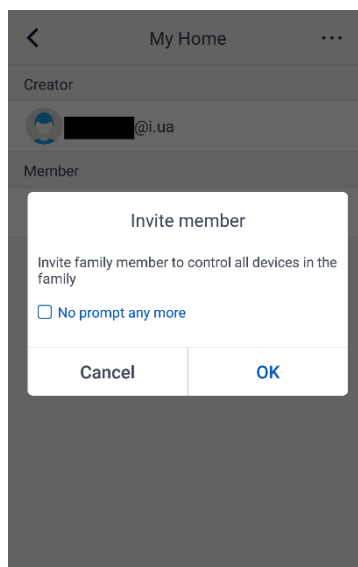 My Home
Creator
@i.ua
Member
Invite member
Invite family member to control all devices in the
family
No prompt any more
Cancel
OK